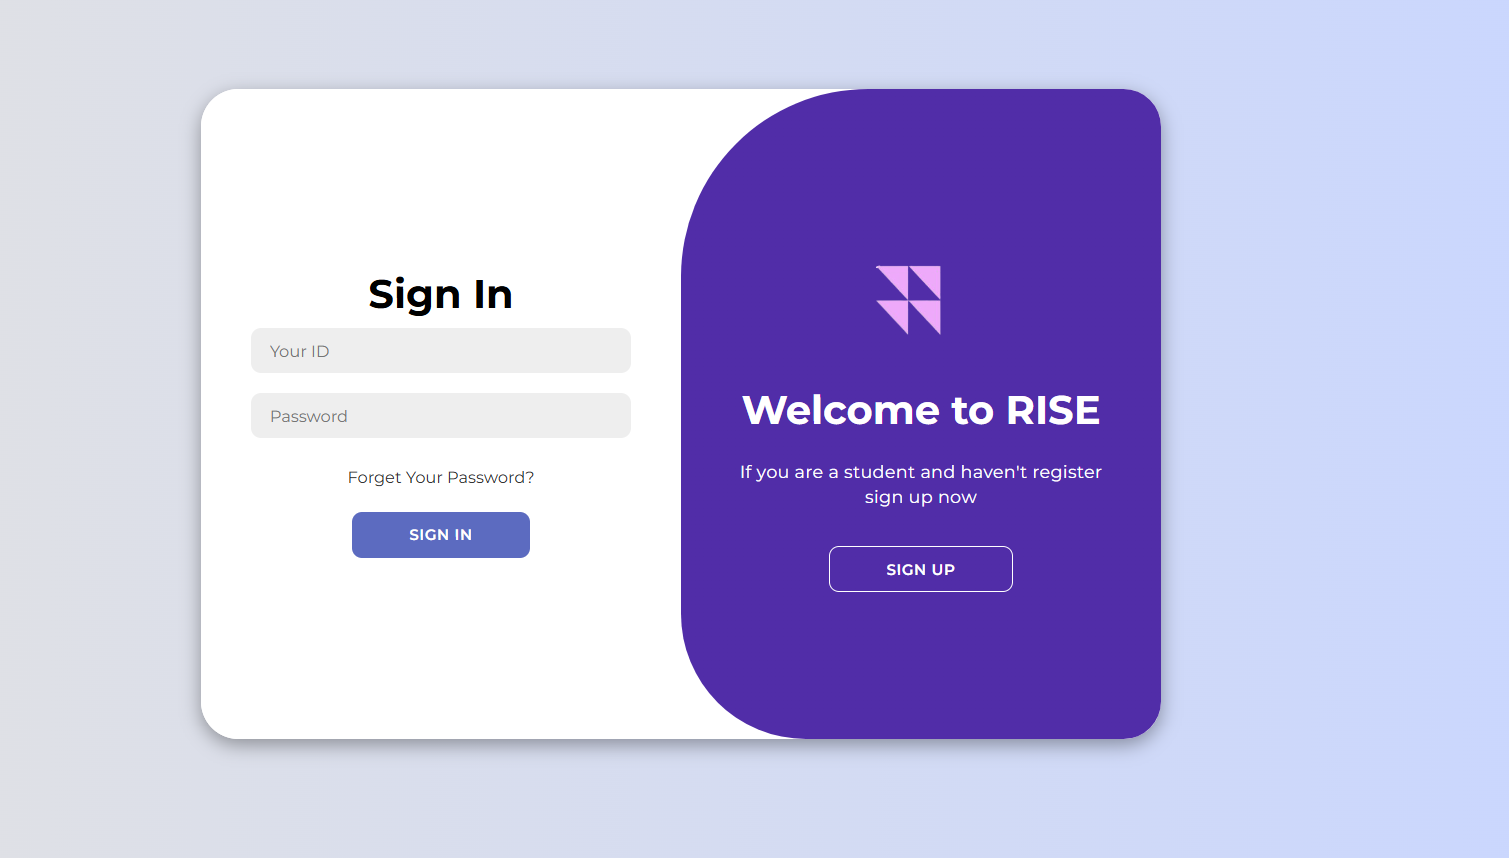 Sign In
Your ID
Password
Forget Your Password?
SIGN IN
Welcome to RISE
If you are a student and haven't register
sign up now
SIGN UP